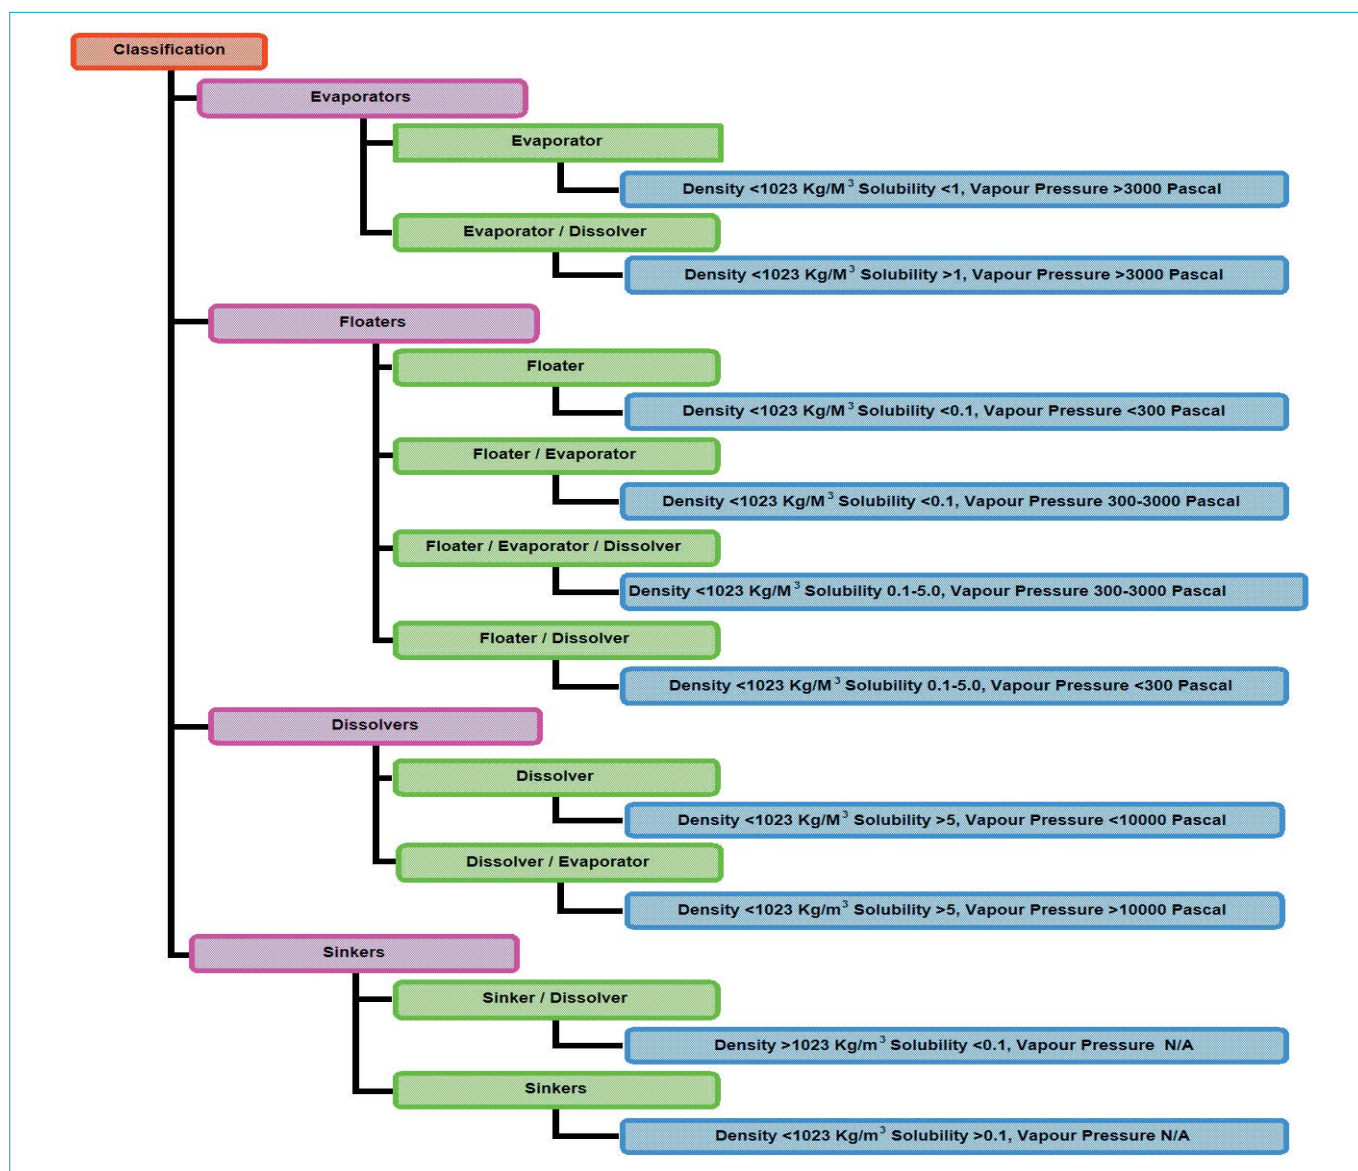 Classification
Evaporators
Evaporator
Density <1023 Kg/M³ Solubility <1, Vapour Pressure >3000 Pascal
Evaporator / Dissolver
Density <1023 Kg/M³ Solubility >1, Vapour Pressure >3000 Pascal
Floaters
Floater
Density <1023 Kg/M³ Solubility <0.1, Vapour Pressure <300 Pascal
Floater / Evaporator
Density <1023 Kg/M³ Solubility <0.1, Vapour Pressure 300-3000 Pascal
Floater / Evaporator / Dissolver
Density <1023 Kg/M³ Solubility 0.1-5.0, Vapour Pressure 300-3000 Pascal
Floater / Dissolver
Density <1023 Kg/M³ Solubility 0.1-5.0, Vapour Pressure <300 Pascal
Dissolvers
Dissolver
Density <1023 Kg/M³ Solubility >5, Vapour Pressure <10000 Pascal
Dissolver / Evaporator
Density <1023 Kg/m³ Solubility >5, Vapour Pressure >10000 Pascal
Sinkers
Sinker / Dissolver
Density >1023 Kg/m³ Solubility <0.1, Vapour Pressure N/A
Sinkers
Density <1023 Kg/m³ Solubility >0.1, Vapour Pressure N/A